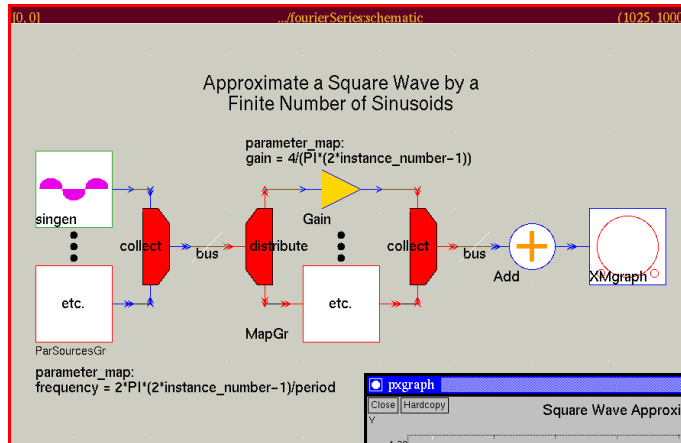 [0, 0] .../fourierSeries:schematic (1025, 1000
Approximate a Square Wave by a
Finite Number of Sinusoids
parameter_map:
gain = 4/(PI*(2*instance_number-1))
singen
Gain
collect
bus
distribute
collect
bus
Add
XMgraph
etc.
etc.
MapGr
ParSourcesGr
parameter_map:
frequency = 2*PI*(2*instance_number-1)/period
pxgraph
Close Hardcopy
Square Wave Approxi
Y